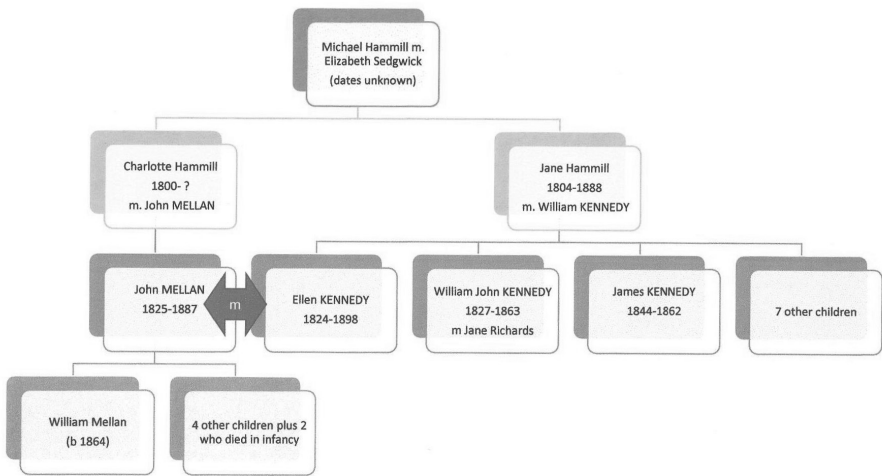 Michael Hammill m.
Elizabeth Sedgwick
(dates unknown)
Charlotte Hammill
1800- ?
m. John MELLAN
Jane Hammill
1804-1888
m. William KENNEDY
John MELLAN
1825-1887
m
Ellen KENNEDY
1824-1898
William John KENNEDY
1827-1863
m Jane Richards
James KENNEDY
1844-1862
7 other children
William Mellan
(b 1864)
4 other children plus 2
who died in infancy